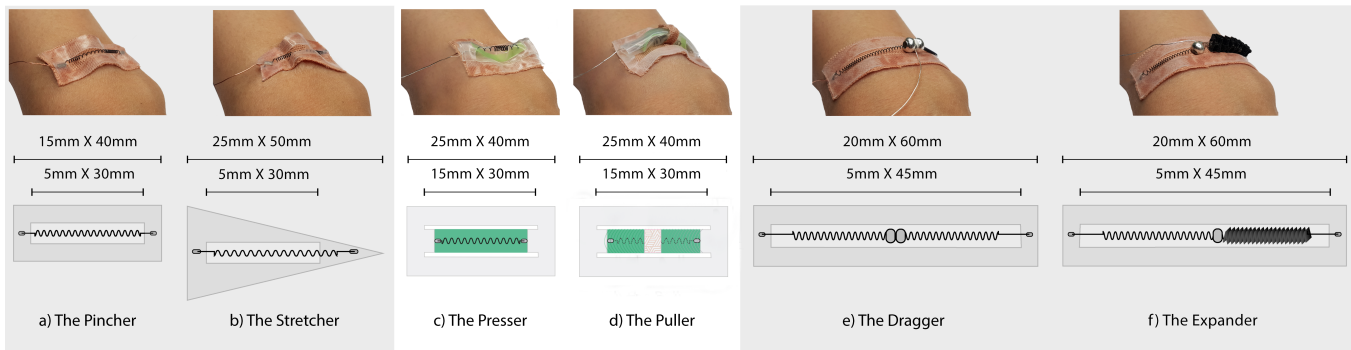 15mm X 40mm
5mm X 30mm
a) The Pincher
25mm X 50mm
5mm X 30mm
b) The Stretcher
25mm X 40mm
15mm X 30mm
c) The Presser
25mm X 40mm
15mm X 30mm
d) The Puller
20mm X 60mm
5mm X 45mm
e) The Dragger
20mm X 60mm
5mm X 45mm
f) The Expander